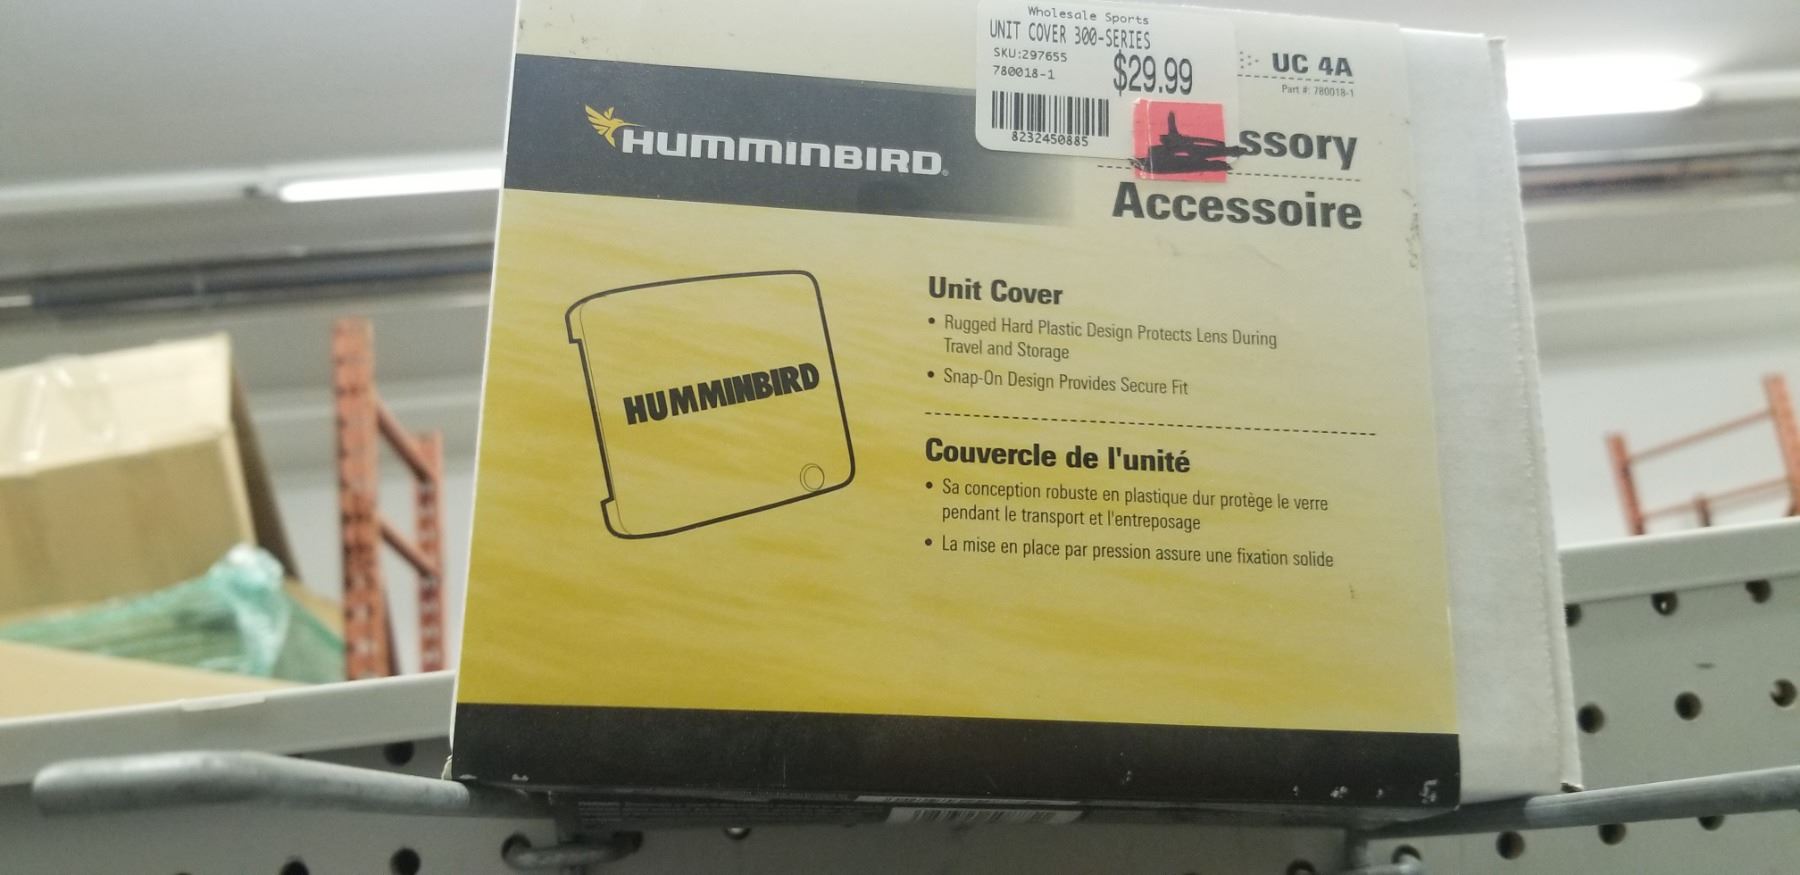 Wholesale Sports
UNIT COVER 300-SERIES
SKU:297655
780018-1
$29.99
8232450885
UC 4A
Part #: 780018-1
HUMMINBIRD®
ssory
Accessoire
HUMMINBIRD
Unit Cover
• Rugged Hard Plastic Design Protects Lens During
Travel and Storage
• Snap-On Design Provides Secure Fit
Couvercle de l'unité
• Sa conception robuste en plastique dur protège le verre
pendant le transport et l'entreposage
• La mise en place par pression assure une fixation solide